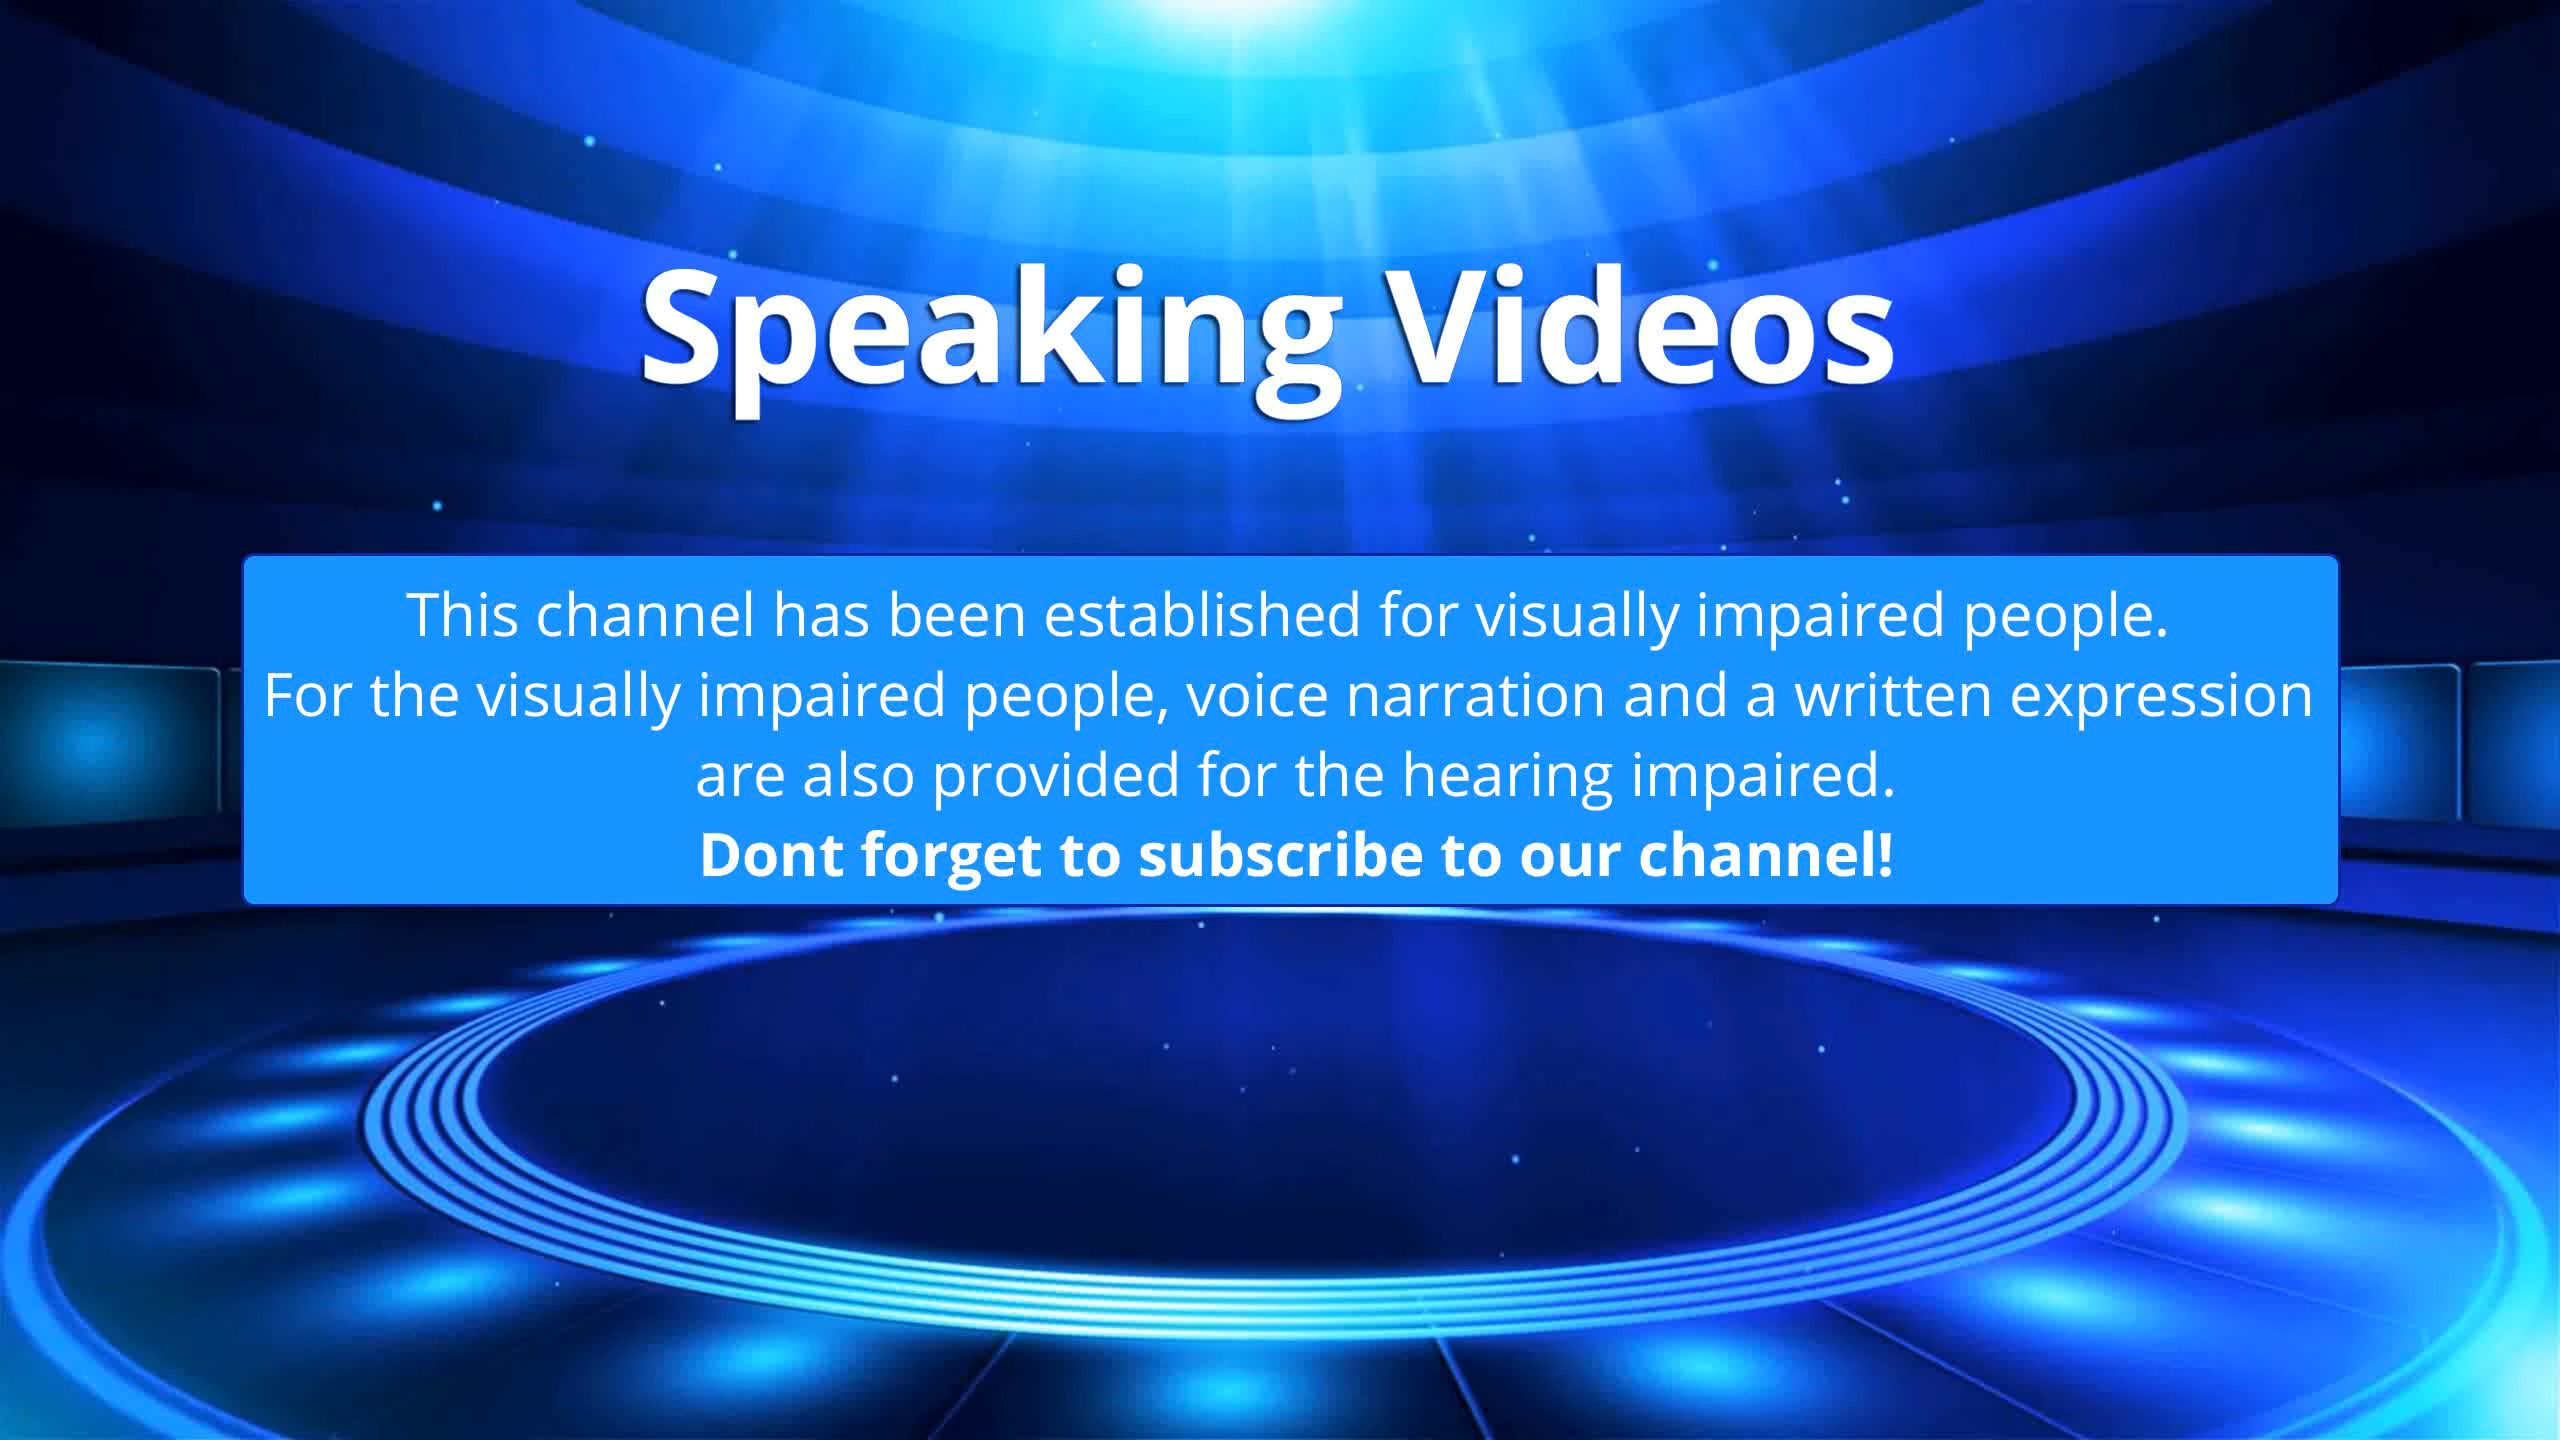 Speaking Videos
This channel has been established for visually impaired people.
For the visually impaired people, voice narration and a written expression
are also provided for the hearing impaired.
Dont forget to subscribe to our channel!